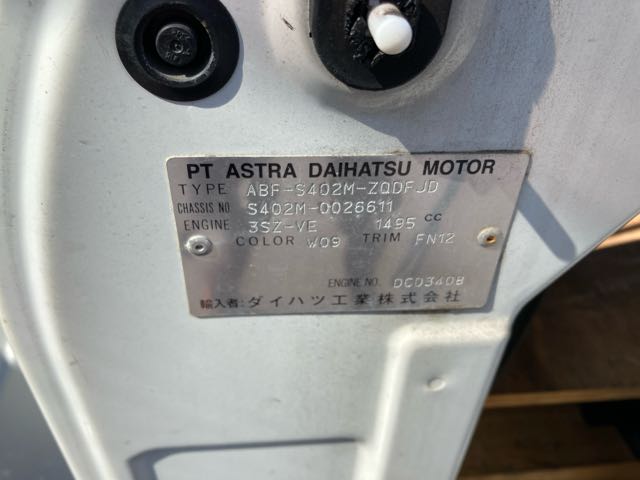 PT ASTRA DAIHATSU MOTOR
TYPE ABF-S402M-ZQDFJD
CHASSIS NO S402M-0026611
ENGINE 3SZ-VE 1495 cc
COLOR W09 TRIM FN12
ENGINE NO. DCD3408
輸入者:ダイハツ工業株式会社